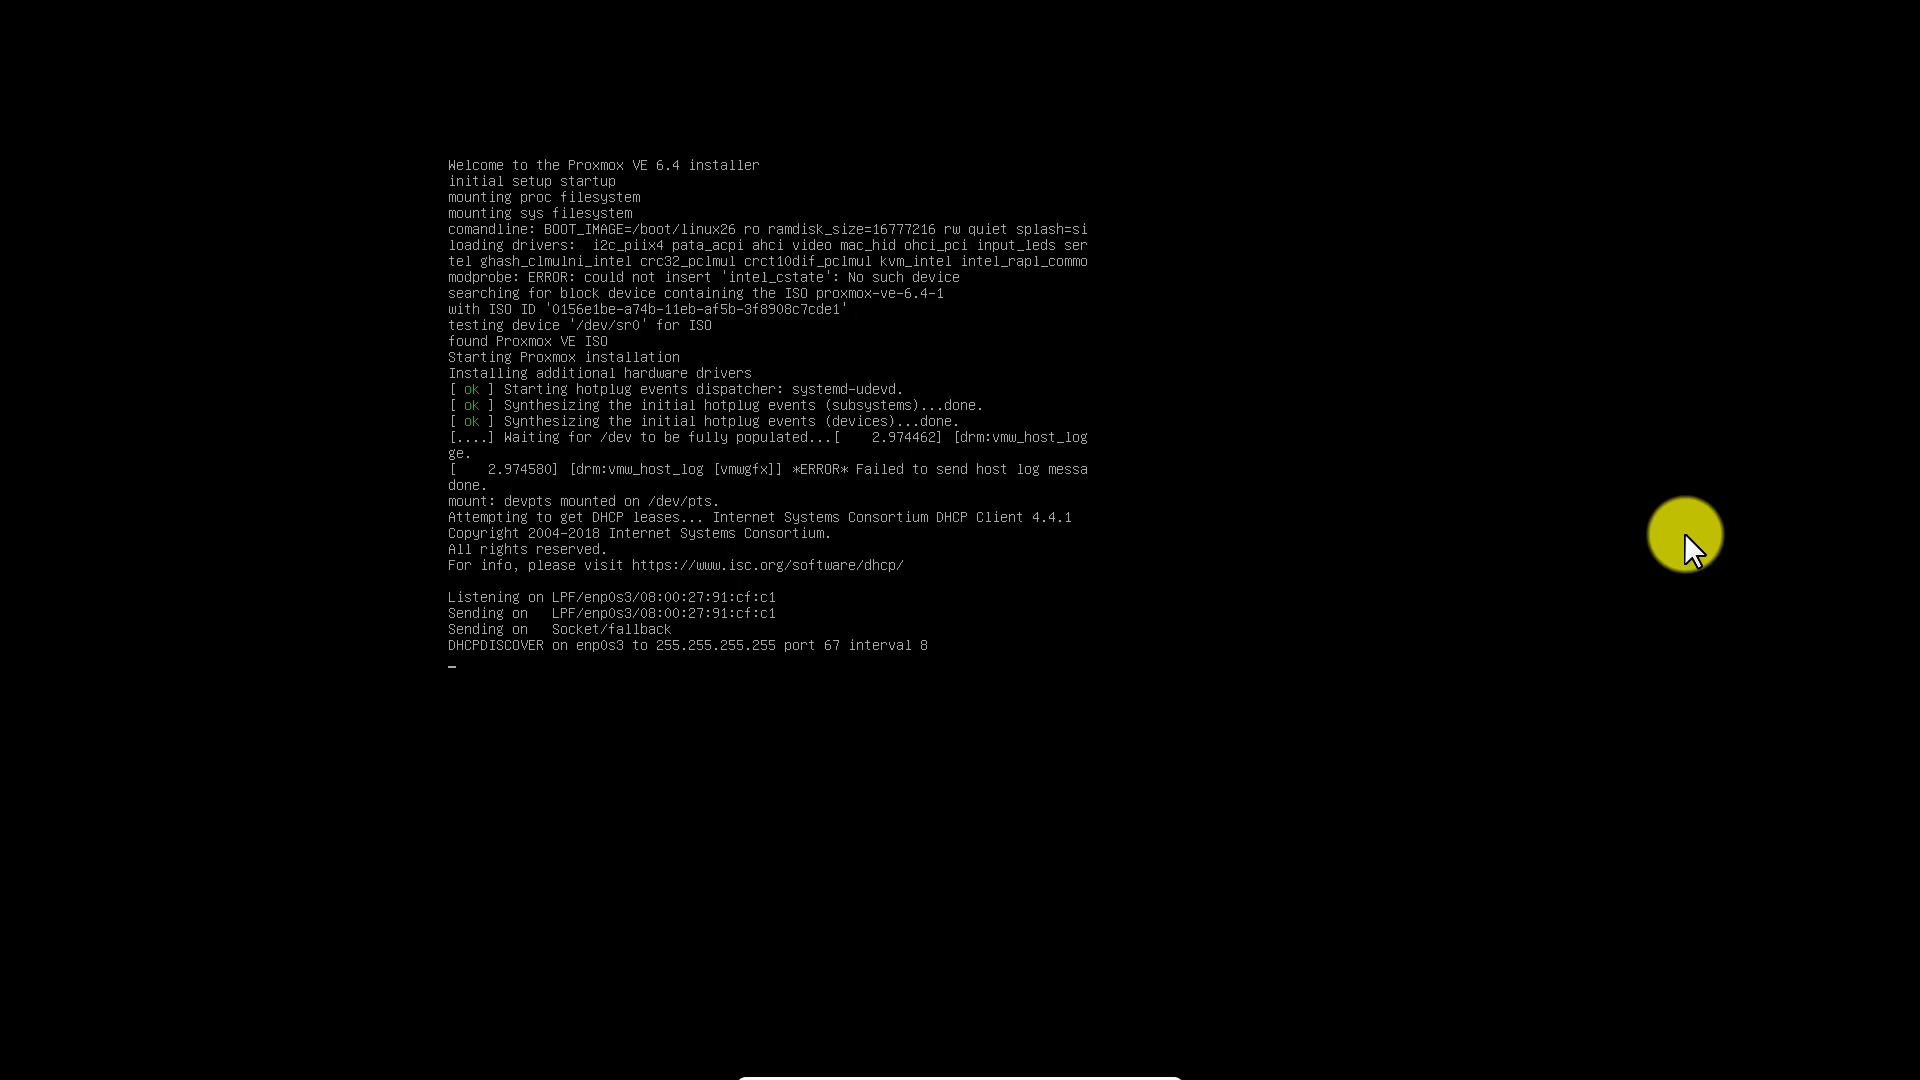 Welcome to the Proxmox VE 6.4 installer
initial setup startup
mounting proc filesystem
mounting sys filesystem
comandline: BOOT_IMAGE=/boot/linux26 ro ramdisk_size=16777216 rw quiet splash=si
loading drivers:  i2c_piix4 pata_acpi ahci video mac_hid ohci_pci input_leds ser
tel ghash_clmulni_intel crc32_pclmul crct10dif_pclmul kvm_intel intel_rapl_commo
modprobe: ERROR: could not insert 'intel_cstate': No such device
searching for block device containing the ISO proxmox-ve-6.4-1
with ISO ID '0156e1be-a74b-11eb-af5b-3f8908c7cde1'
testing device '/dev/sr0' for ISO
found Proxmox VE ISO
Starting Proxmox installation
Installing additional hardware drivers
[ ok ] Starting hotplug events dispatcher: systemd-udevd.
[ ok ] Synthesizing the initial hotplug events (subsystems)...done.
[ ok ] Synthesizing the initial hotplug events (devices)...done.
[....] Waiting for /dev to be fully populated...[    2.974462] [drm:vmw_host_log
ge.
[    2.974580] [drm:vmw_host_log [vmwgfx]] *ERROR* Failed to send host log messa
done.
mount: devpts mounted on /dev/pts.
Attempting to get DHCP leases... Internet Systems Consortium DHCP Client 4.4.1
Copyright 2004-2018 Internet Systems Consortium.
All rights reserved.
For info, please visit https://www.isc.org/software/dhcp/
Listening on LPF/enp0s3/08:00:27:91:cf:c1
Sending on   LPF/enp0s3/08:00:27:91:cf:c1
Sending on   Socket/fallback
DHCPDISCOVER on enp0s3 to 255.255.255.255 port 67 interval 8